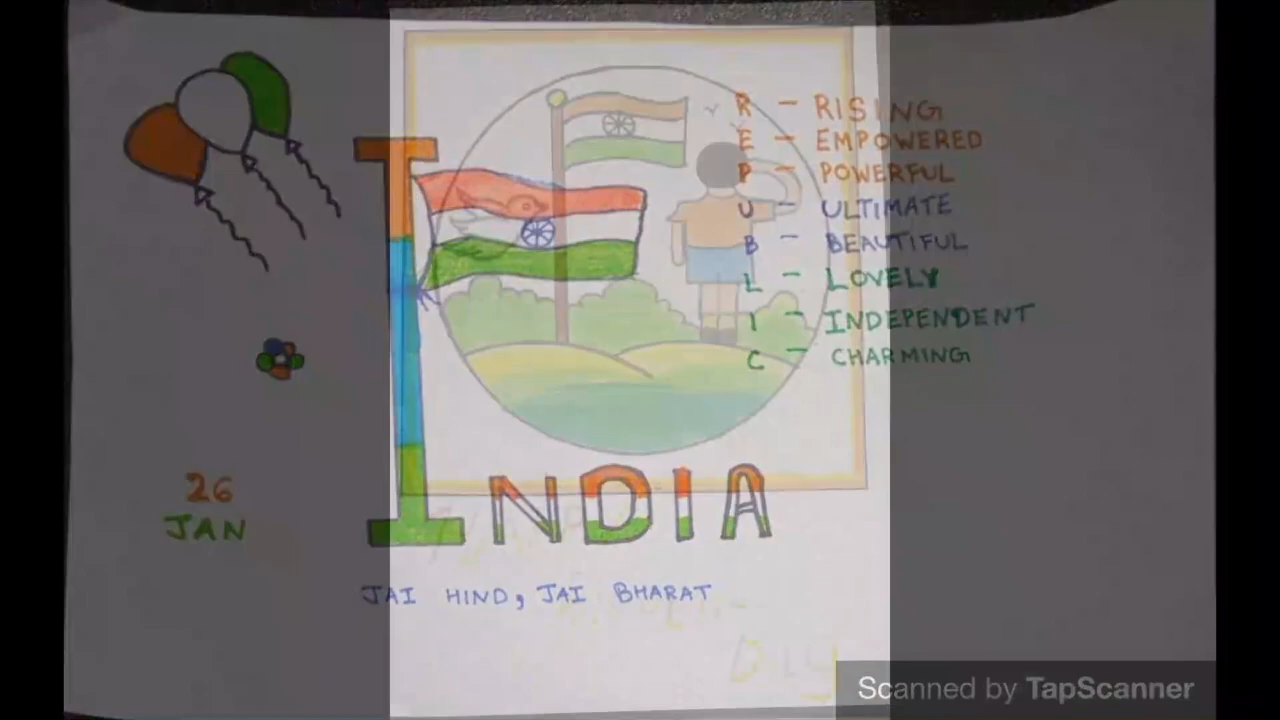 R - RISING
E - EMPOWERED
P - POWERFUL
U - ULTIMATE
B - BEAUTIFUL
L - LOVELY
I - INDEPENDENT
C - CHARMING
26
JAN
INDIA
JAI HIND, JAI BHARAT
Scanned by TapScanner